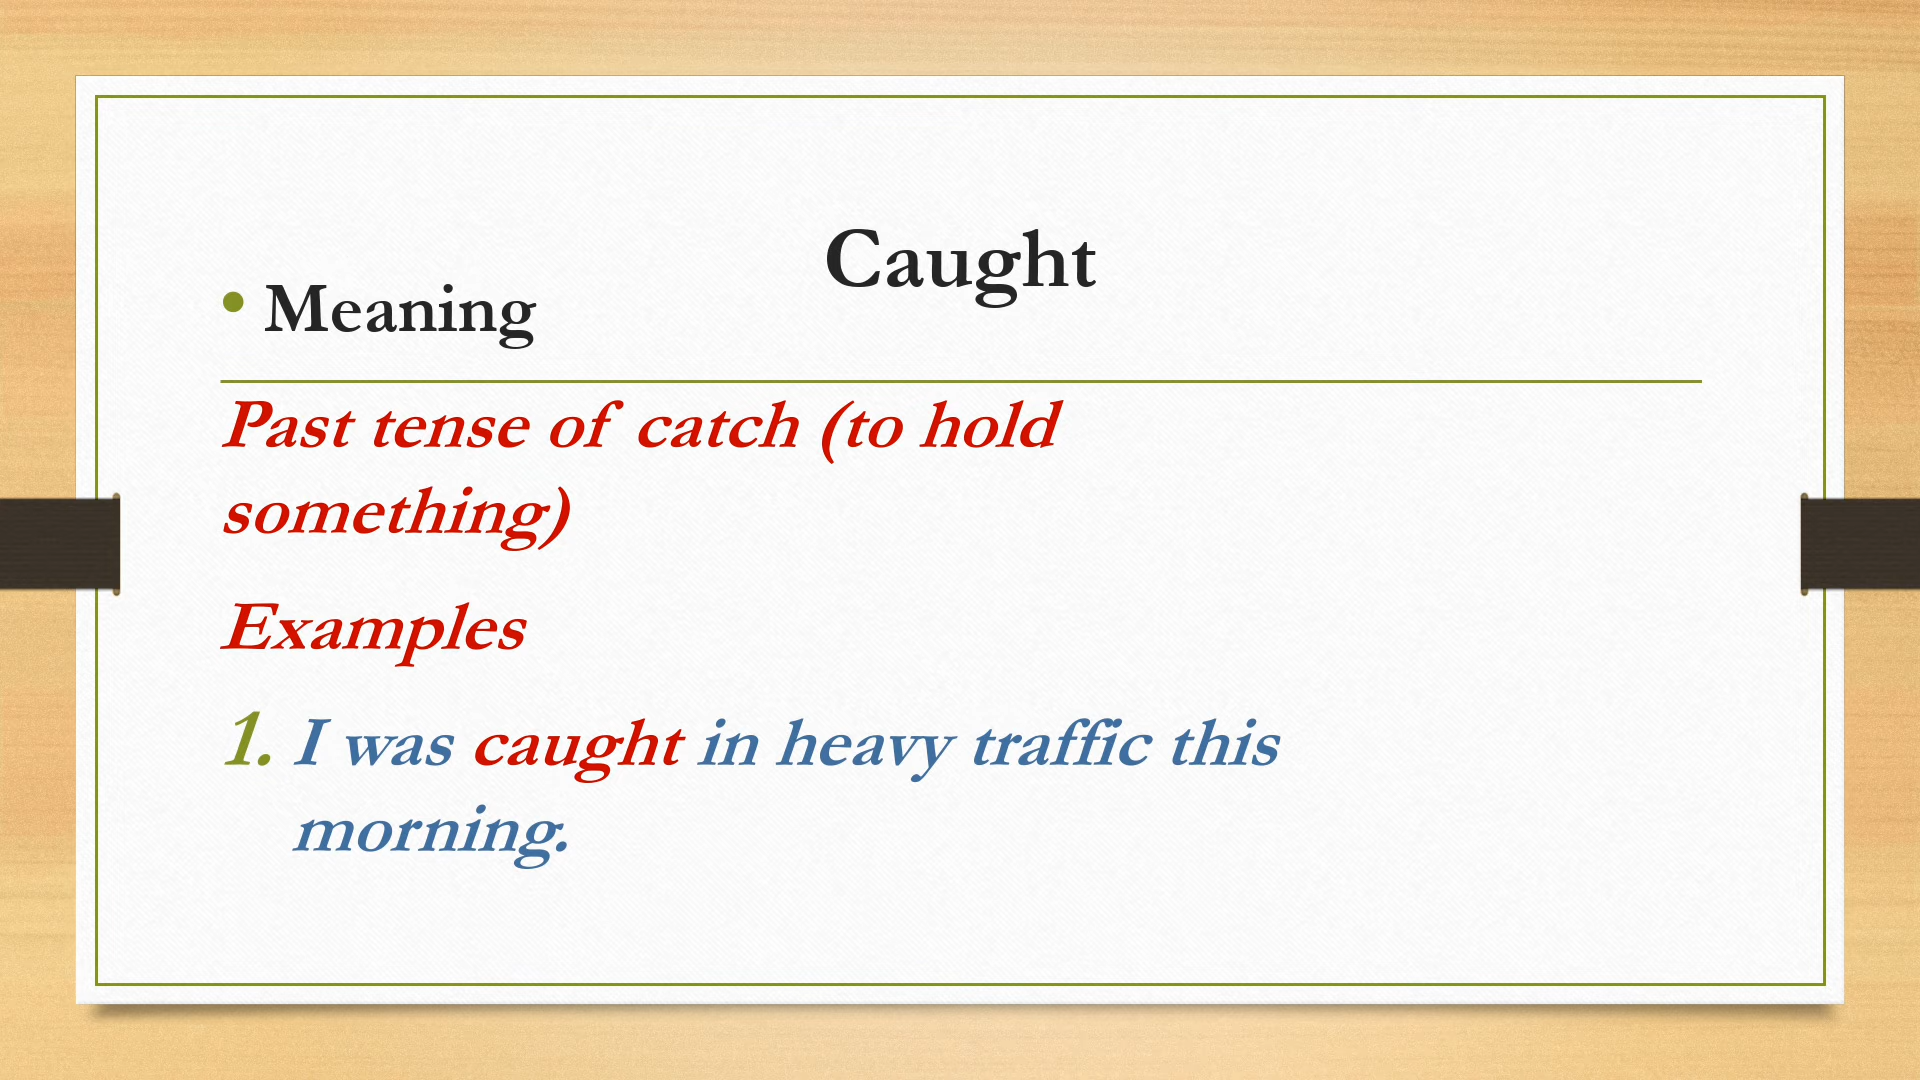 Caught
• Meaning
Past tense of catch (to hold
something)
Examples
1. I was caught in heavy traffic this
morning.